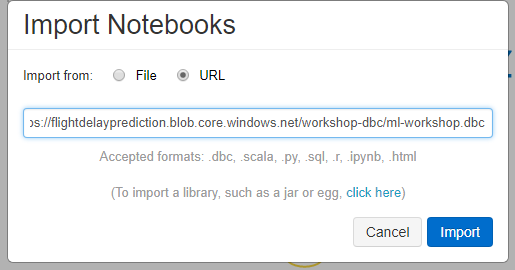 Import Notebooks
Import from: File URL
os://flightdelayprediction.blob.core.windows.net/workshop-dbc/ml-workshop.dbc
Accepted formats: .dbc, .scala, .py, .sql, .r, .ipynb, .html
(To import a library, such as a jar or egg, click here)
Cancel Import